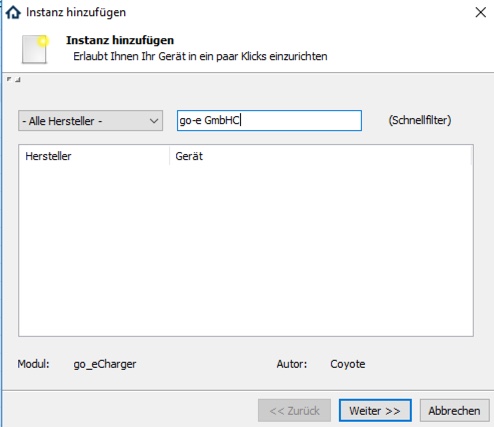 Instanz hinzufügen
Instanz hinzufügen
Erlaubt Ihnen Ihr Gerät in ein paar Klicks einzurichten
- Alle Hersteller - go-e GmbHC (Schnellfilter)
Hersteller Gerät
Modul: go_eCharger Autor: Coyote
<< Zurück Weiter >> Abbrechen